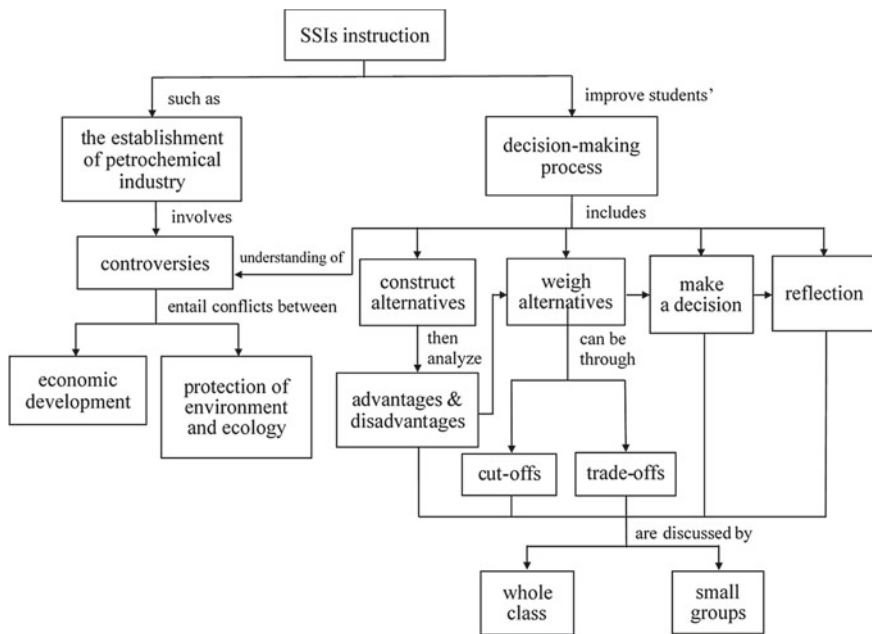 SSIs instruction
such as
improve students’
the establishment
of petrochemical
industry
decision-making
process
involves
includes
controversies
understanding of
construct
alternatives
weigh
alternatives
make
a decision
reflection
entail conflicts between
then
analyze
can be
through
economic
development
protection of
environment
and ecology
advantages &
disadvantages
cut-offs
trade-offs
are discussed by
whole
class
small
groups